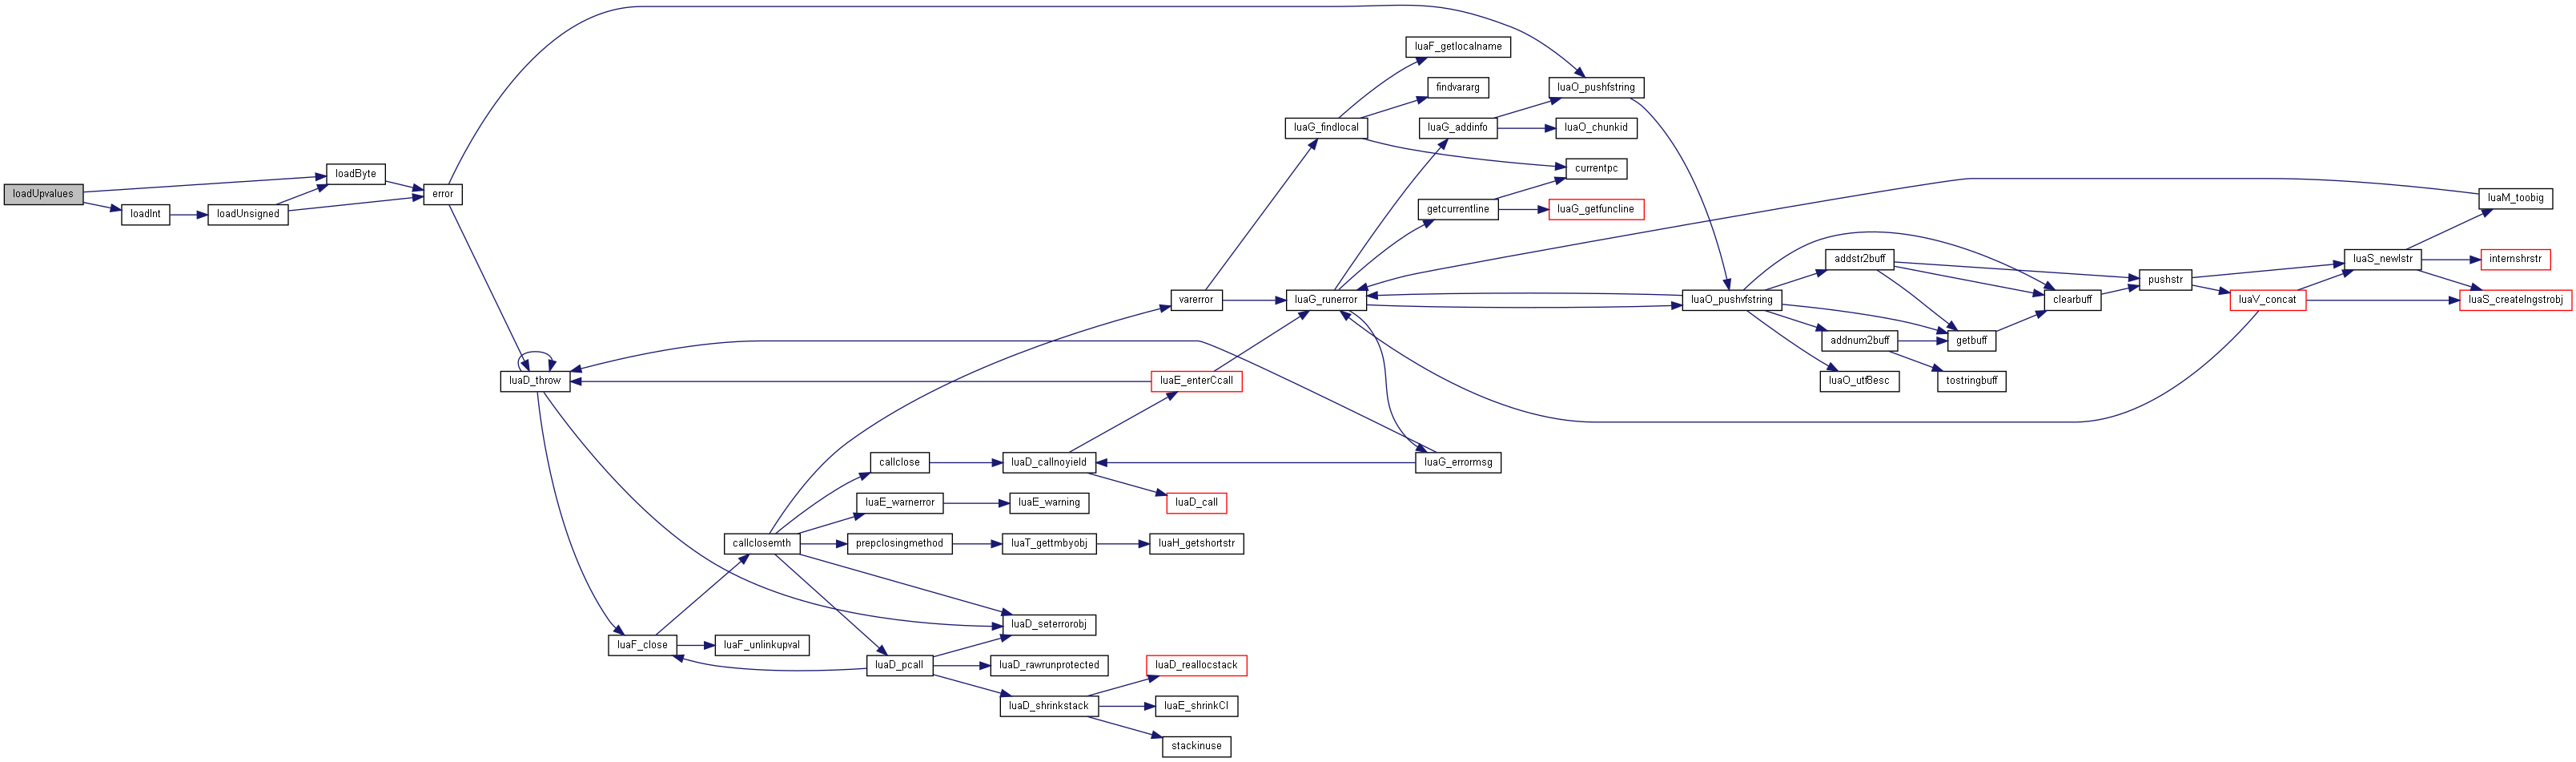 luaF_getlocalname
findvararg
luaO_pushfstring
luaG_findlocal
luaG_addinfo
luaO_chunkid
currentpc
loadByte
loadUpvalues
error
luaM_toobig
loadInt
loadUnsigned
getcurrentline
luaG_getfuncline
addstr2buff
luaS_newlstr
internshrstr
pushstr
varerror
luaG_runerror
luaO_pushvfstring
clearbuff
luaV_concat
luaS_createlngstrobj
addnum2buff
getbuff
luaD_throw
luaE_enterCcall
luaO_utf8esc
tostringbuff
callclose
luaD_callnoyield
luaG_errormsg
luaE_warnerror
luaE_warning
luaD_call
callclosemth
prepclosingmethod
luaT_gettmbyobj
luaH_getshortstr
luaD_seterrorobj
luaF_close
luaF_unlinkupval
luaD_pcall
luaD_rawrunprotected
luaD_reallocstack
luaD_shrinkstack
luaE_shrinkCI
stackinuse